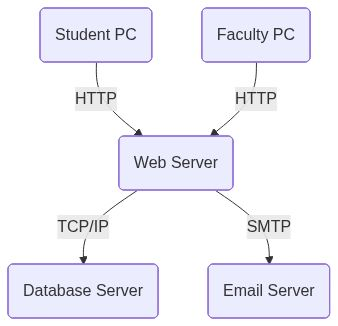 Student PC
Faculty PC
HTTP
HTTP
Web Server
TCP/IP
SMTP
Database Server
Email Server